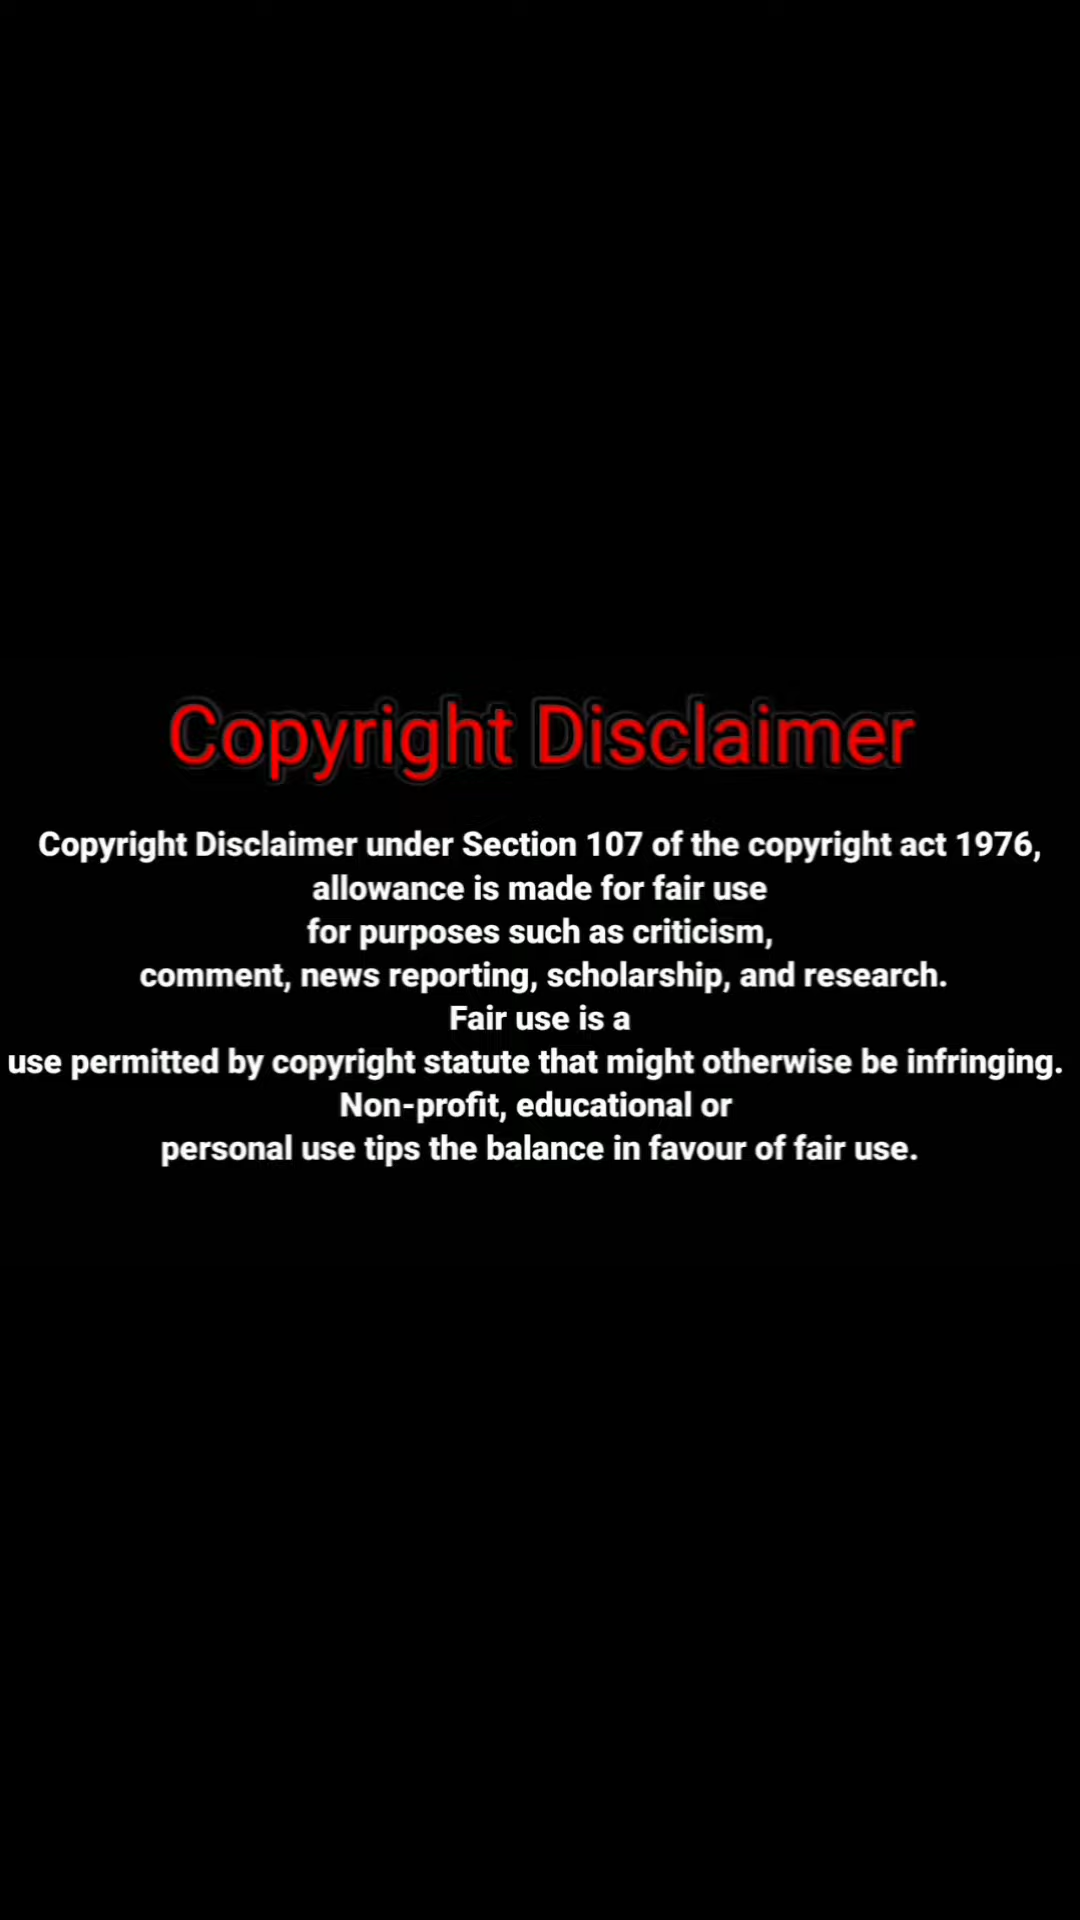 Copyright Disclaimer
Copyright Disclaimer under Section 107 of the copyright act 1976,
allowance is made for fair use
for purposes such as criticism,
comment, news reporting, scholarship, and research.
Fair use is a
use permitted by copyright statute that might otherwise be infringing.
Non-profit, educational or
personal use tips the balance in favour of fair use.